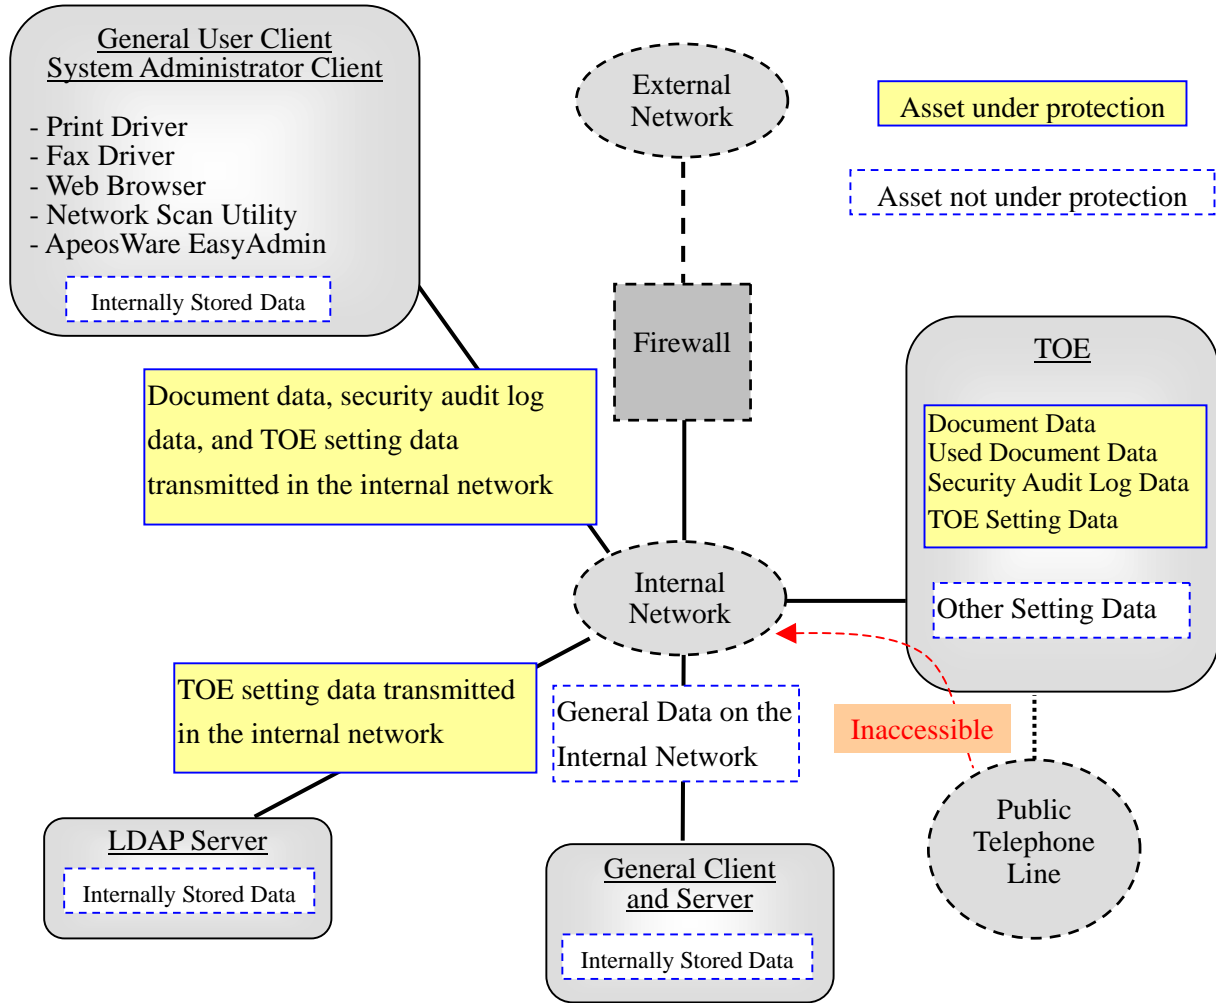 General User Client
System Administrator Client
- Print Driver
- Fax Driver
- Web Browser
- Network Scan Utility
- ApeosWare EasyAdmin
Internally Stored Data
External
Network
Asset under protection
Asset not under protection
Firewall
Document data, security audit log
data, and TOE setting data
transmitted in the internal network
TOE
Document Data
Used Document Data
Security Audit Log Data
TOE Setting Data
Other Setting Data
Internal
Network
TOE setting data transmitted
in the internal network
General Data on the
Internal Network
Inaccessible
Public
Telephone
Line
LDAP Server
Internally Stored Data
General Client
and Server
Internally Stored Data